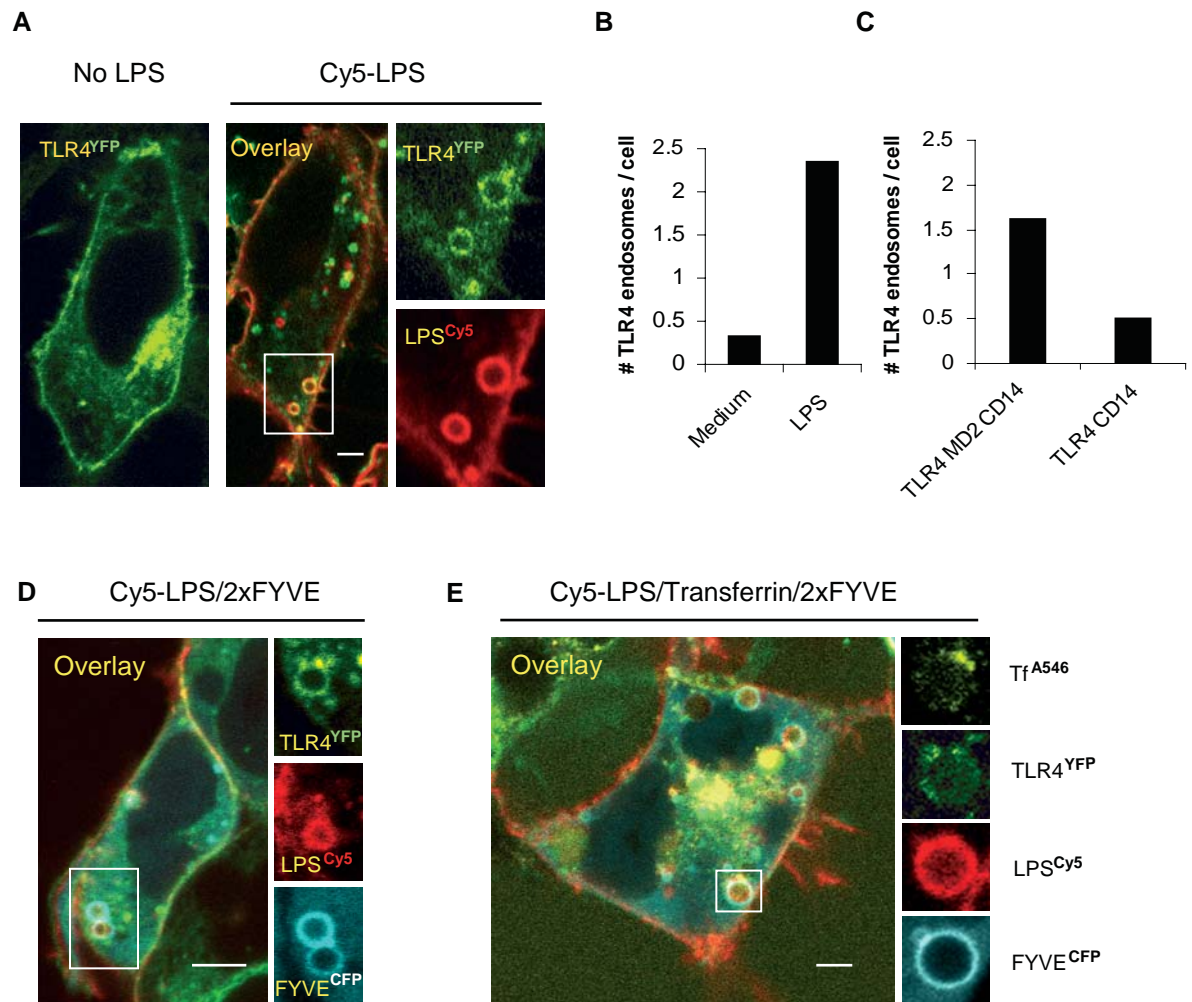 A
No LPS
Cy5-LPS
TLR4YFP
Overlay
TLR4YFP
LPSCy5
B
# TLR4 endosomes / cell
2.5
2
1.5
1
0.5
0
Medium
LPS
C
# TLR4 endosomes / cell
2.5
2
1.5
1
0.5
0
TLR4 MD2 CD14
TLR4 CD14
D
Cy5-LPS/2xFYVE
Overlay
TLR4YFP
LPSCy5
FYVECFP
E
Cy5-LPS/Transferrin/2xFYVE
Overlay
TfA546
TLR4YFP
LPSCy5
FYVECFP